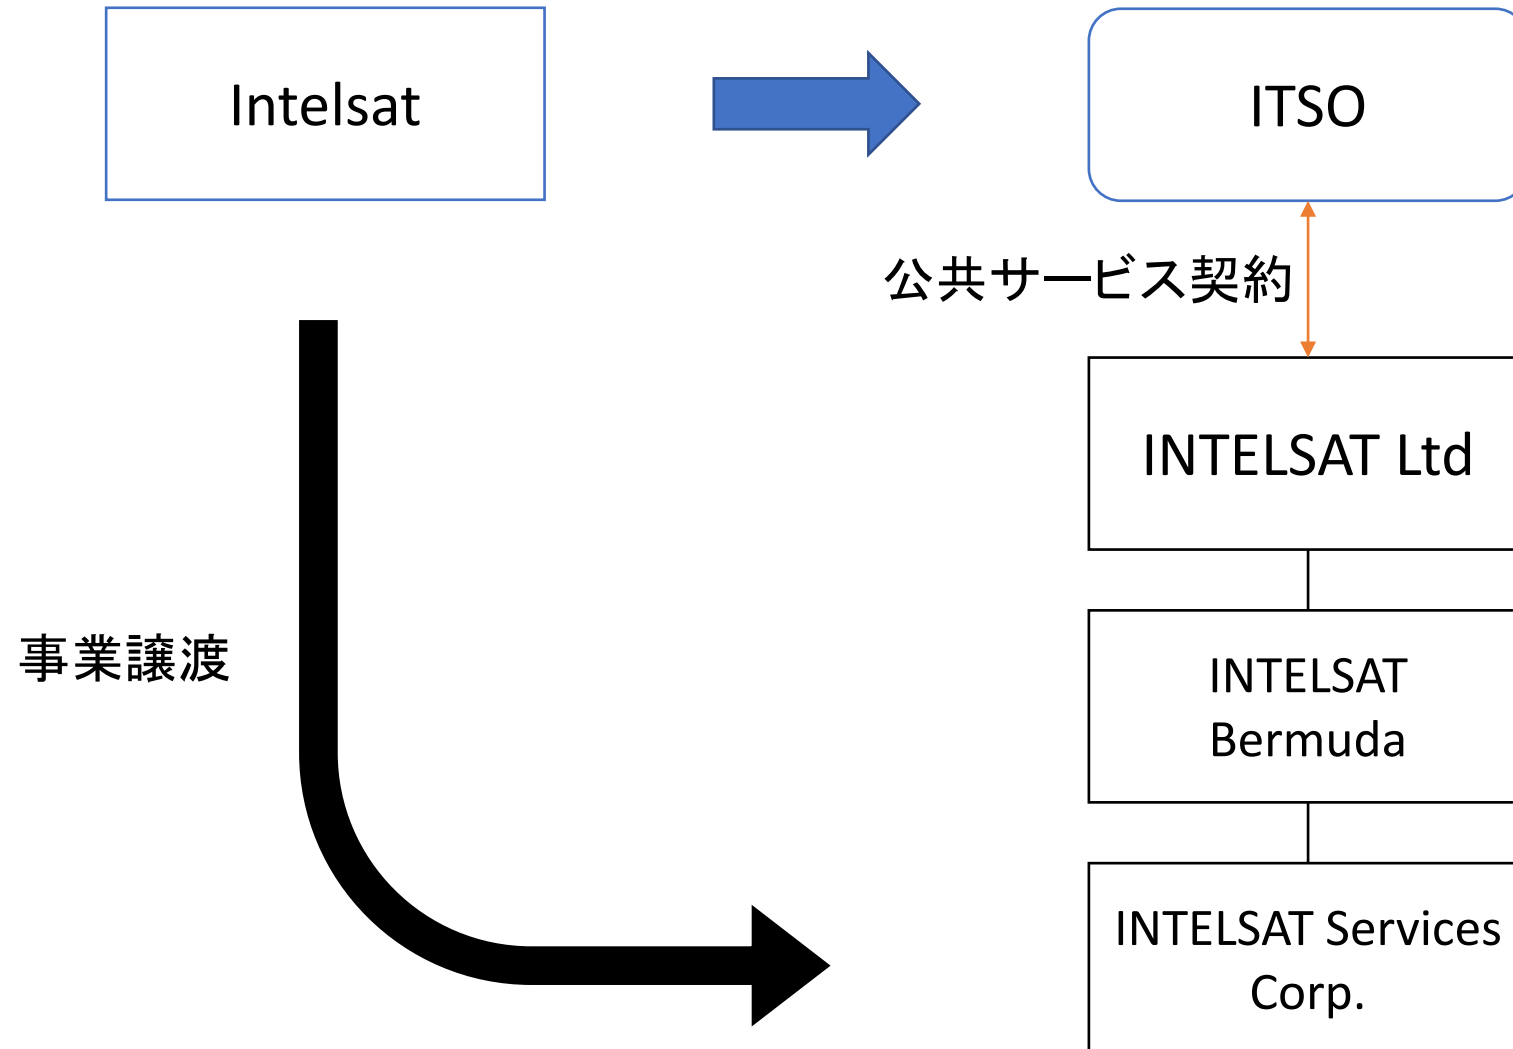 Intelsat
ITSO
公共サービス契約
INTELSAT Ltd
事業譲渡
INTELSAT
Bermuda
INTELSAT Services
Corp.